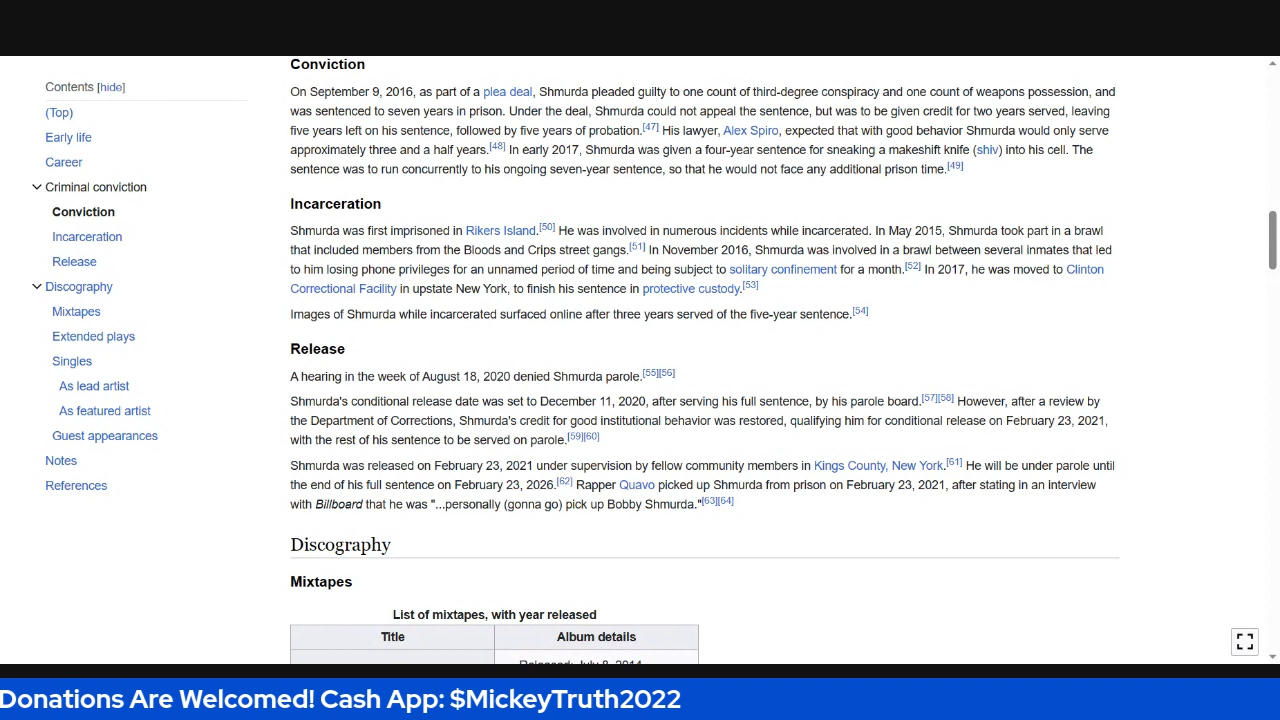 Contents [hide]
(Top)
Early life
Career
Criminal conviction
Conviction
Incarceration
Release
Discography
Mixtapes
Extended plays
Singles
As lead artist
As featured artist
Guest appearances
Notes
References
Conviction
On September 9, 2016, as part of a plea deal, Shmurda pleaded guilty to one count of third-degree conspiracy and one count of weapons possession, and
was sentenced to seven years in prison. Under the deal, Shmurda could not appeal the sentence, but was to be given credit for two years served, leaving
five years left on his sentence, followed by five years of probation.[47] His lawyer, Alex Spiro, expected that with good behavior Shmurda would only serve
approximately three and a half years.[48] In early 2017, Shmurda was given a four-year sentence for sneaking a makeshift knife (shiv) into his cell. The
sentence was to run concurrently to his ongoing seven-year sentence, so that he would not face any additional prison time.[49]
Incarceration
Shmurda was first imprisoned in Rikers Island.[50] He was involved in numerous incidents while incarcerated. In May 2015, Shmurda took part in a brawl
that included members from the Bloods and Crips street gangs.[51] In November 2016, Shmurda was involved in a brawl between several inmates that led
to him losing phone privileges for an unnamed period of time and being subject to solitary confinement for a month.[52] In 2017, he was moved to Clinton
Correctional Facility in upstate New York, to finish his sentence in protective custody.[53]
Images of Shmurda while incarcerated surfaced online after three years served of the five-year sentence.[54]
Release
A hearing in the week of August 18, 2020 denied Shmurda parole.[55][56]
Shmurda's conditional release date was set to December 11, 2020, after serving his full sentence, by his parole board.[57][58] However, after a review by
the Department of Corrections, Shmurda's credit for good institutional behavior was restored, qualifying him for conditional release on February 23, 2021,
with the rest of his sentence to be served on parole.[59][60]
Shmurda was released on February 23, 2021 under supervision by fellow community members in Kings County, New York.[61] He will be under parole until
the end of his full sentence on February 23, 2026.[62] Rapper Quavo picked up Shmurda from prison on February 23, 2021, after stating in an interview
with Billboard that he was "...personally (gonna go) pick up Bobby Shmurda."[63][64]
Discography
Mixtapes
List of mixtapes, with year released
Title Album details
Released: July 8, 2014
Donations Are Welcomed! Cash App: $MickeyTruth2022